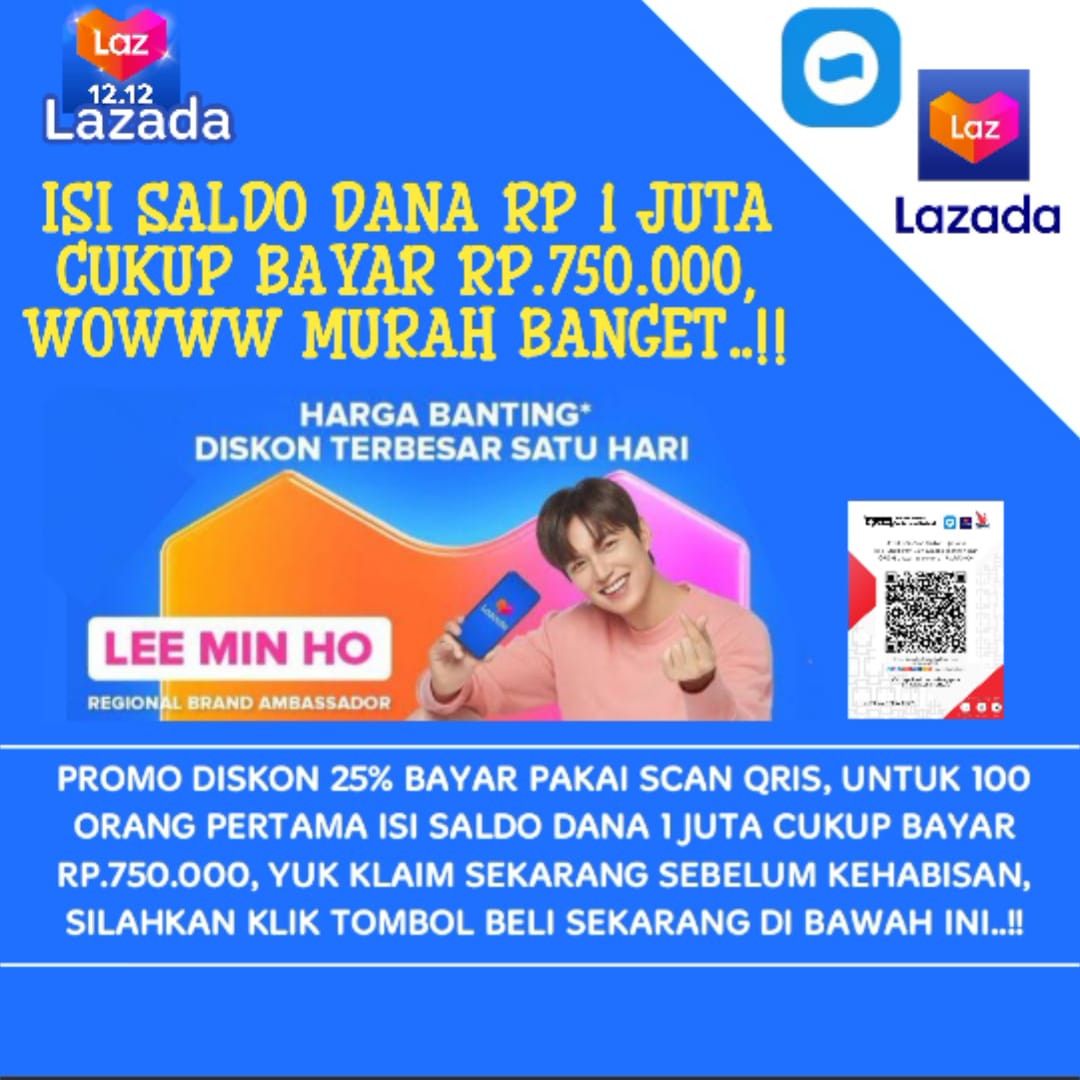 Laz
12.12
Lazada
Laz
Lazada
ISI SALDO DANA RP 1 JUTA
CUKUP BAYAR RP.750.000,
WOWWW MURAH BANGET..!!
HARGA BANTING*
DISKON TERBESAR SATU HARI
Lazada
LEE MIN HO
REGIONAL BRAND AMBASSADOR
PROMO DISKON 25% BAYAR PAKAI SCAN QRIS, UNTUK 100
ORANG PERTAMA ISI SALDO DANA 1 JUTA CUKUP BAYAR
RP.750.000, YUK KLAIM SEKARANG SEBELUM KEHABISAN,
SILAHKAN KLIK TOMBOL BELI SEKARANG DI BAWAH INI..!!